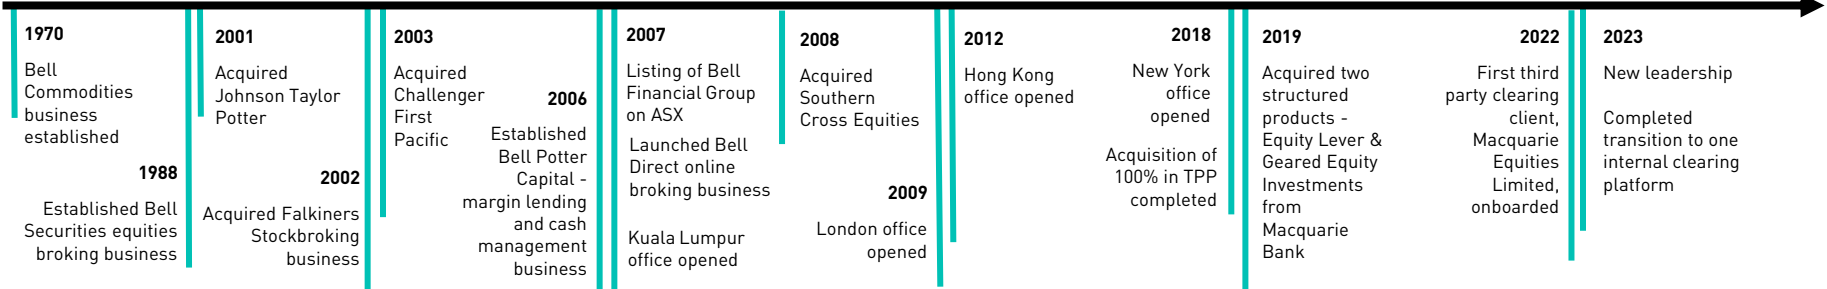 1970
Bell
Commodities
business
established
1988
Established Bell
Securities equities
broking business
2001
Acquired
Johnson Taylor
Potter
2002
Acquired Falkiners
Stockbroking
business
2003
Acquired
Challenger
First
Pacific
2006
Established
Bell Potter
Capital -
margin lending
and cash
management
business
2007
Listing of Bell
Financial Group
on ASX
Launched Bell
Direct online
broking business
Kuala Lumpur
office opened
2008
Acquired
Southern
Cross Equities
2009
London office
opened
2012
Hong Kong
office opened
2018
New York
office
opened
Acquisition of
100% in TPP
completed
2019
Acquired two
structured
products -
Equity Lever &
Geared Equity
Investments
from
Macquarie
Bank
2022
First third
party clearing
client,
Macquarie
Equities
Limited,
onboarded
2023
New leadership
Completed
transition to one
internal clearing
platform